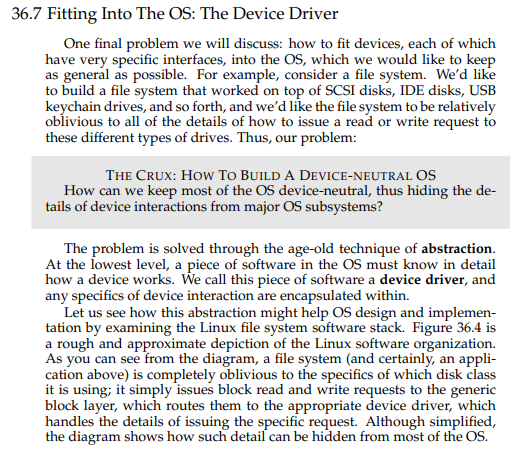 36.7 Fitting Into The OS: The Device Driver
One final problem we will discuss: how to fit devices, each of which
have very specific interfaces, into the OS, which we would like to keep
as general as possible. For example, consider a file system. We'd like
to build a file system that worked on top of SCSI disks, IDE disks, USB
keychain drives, and so forth, and we'd like the file system to be relatively
oblivious to all of the details of how to issue a read or write request to
these different types of drives. Thus, our problem:
THE CRUX: HOW TO BUILD A DEVICE-NEUTRAL OS
How can we keep most of the OS device-neutral, thus hiding the de-
tails of device interactions from major OS subsystems?
The problem is solved through the age-old technique of abstraction.
At the lowest level, a piece of software in the OS must know in detail
how a device works. We call this piece of software a device driver, and
any specifics of device interaction are encapsulated within.
Let us see how this abstraction might help OS design and implemen-
tation by examining the Linux file system software stack. Figure 36.4 is
a rough and approximate depiction of the Linux software organization.
As you can see from the diagram, a file system (and certainly, an appli-
cation above) is completely oblivious to the specifics of which disk class
it is using; it simply issues block read and write requests to the generic
block layer, which routes them to the appropriate device driver, which
handles the details of issuing the specific request. Although simplified,
the diagram shows how such detail can be hidden from most of the OS.